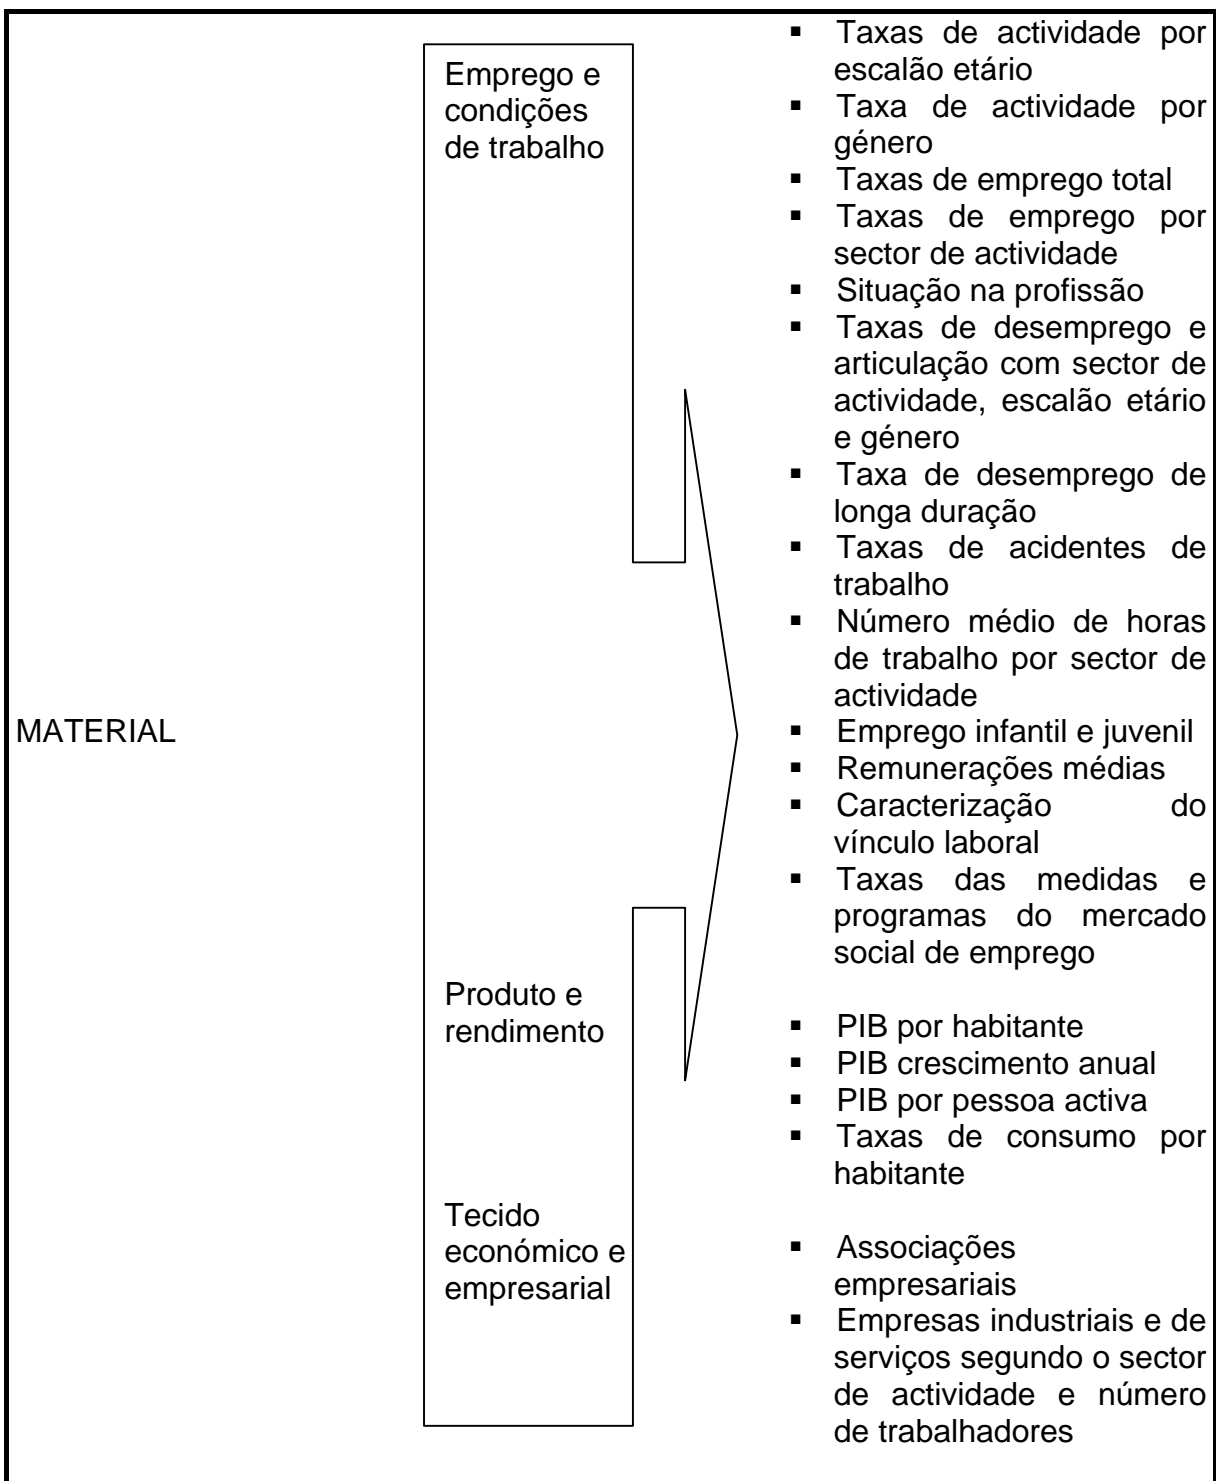 MATERIAL
Emprego e
condições
de trabalho
Produto e
rendimento
Tecido
económico e
empresarial
▪ Taxas de actividade por
escalão etário
▪ Taxa de actividade por
género
▪ Taxas de emprego total
▪ Taxas de emprego por
sector de actividade
▪ Situação na profissão
▪ Taxas de desemprego e
articulação com sector de
actividade, escalão etário
e género
▪ Taxa de desemprego de
longa duração
▪ Taxas de acidentes de
trabalho
▪ Número médio de horas
de trabalho por sector de
actividade
▪ Emprego infantil e juvenil
▪ Remunerações médias
▪ Caracterização do
vínculo laboral
▪ Taxas das medidas e
programas do mercado
social de emprego
▪ PIB por habitante
▪ PIB crescimento anual
▪ PIB por pessoa activa
▪ Taxas de consumo por
habitante
▪ Associações
empresariais
▪ Empresas industriais e de
serviços segundo o sector
de actividade e número
de trabalhadores